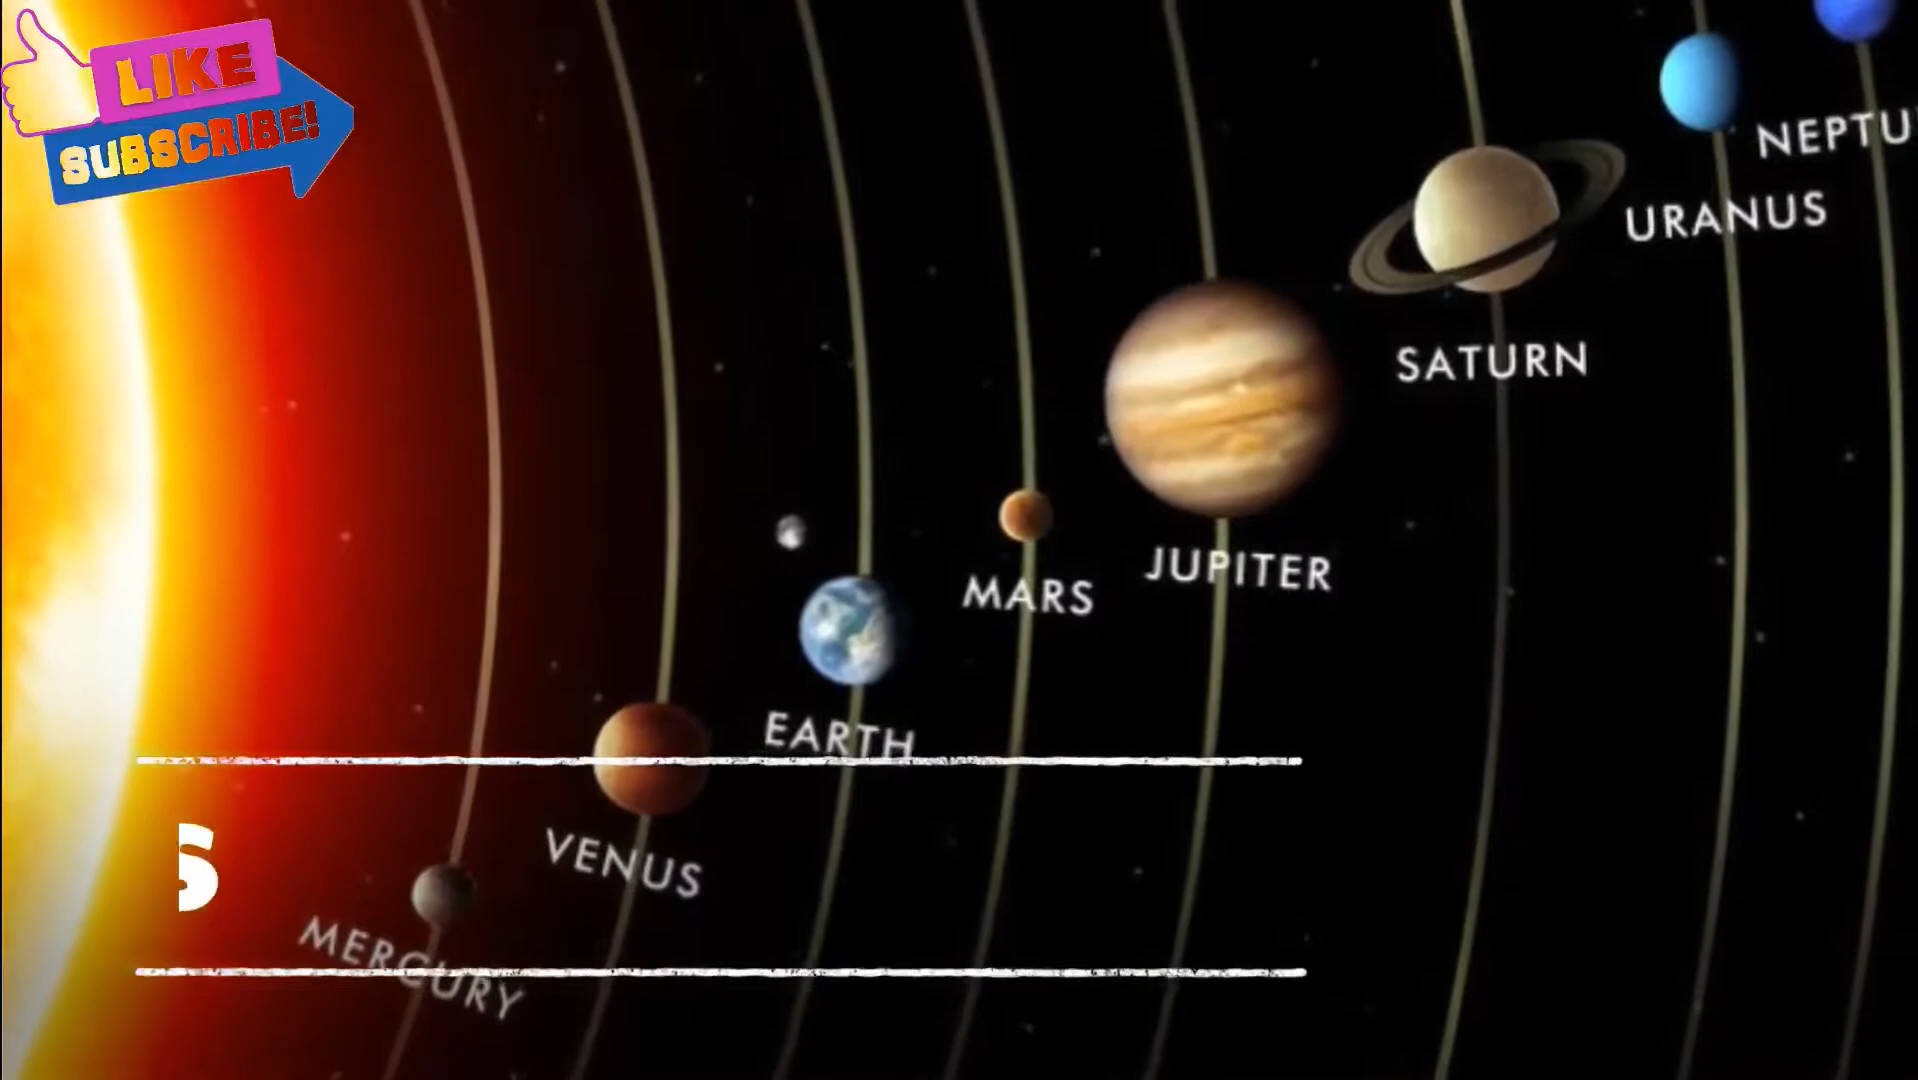 LIKE
SUBSCRIBE!
NEPTU
URANUS
SATURN
JUPITER
MARS
EARTH
VENUS
S
MERCURY